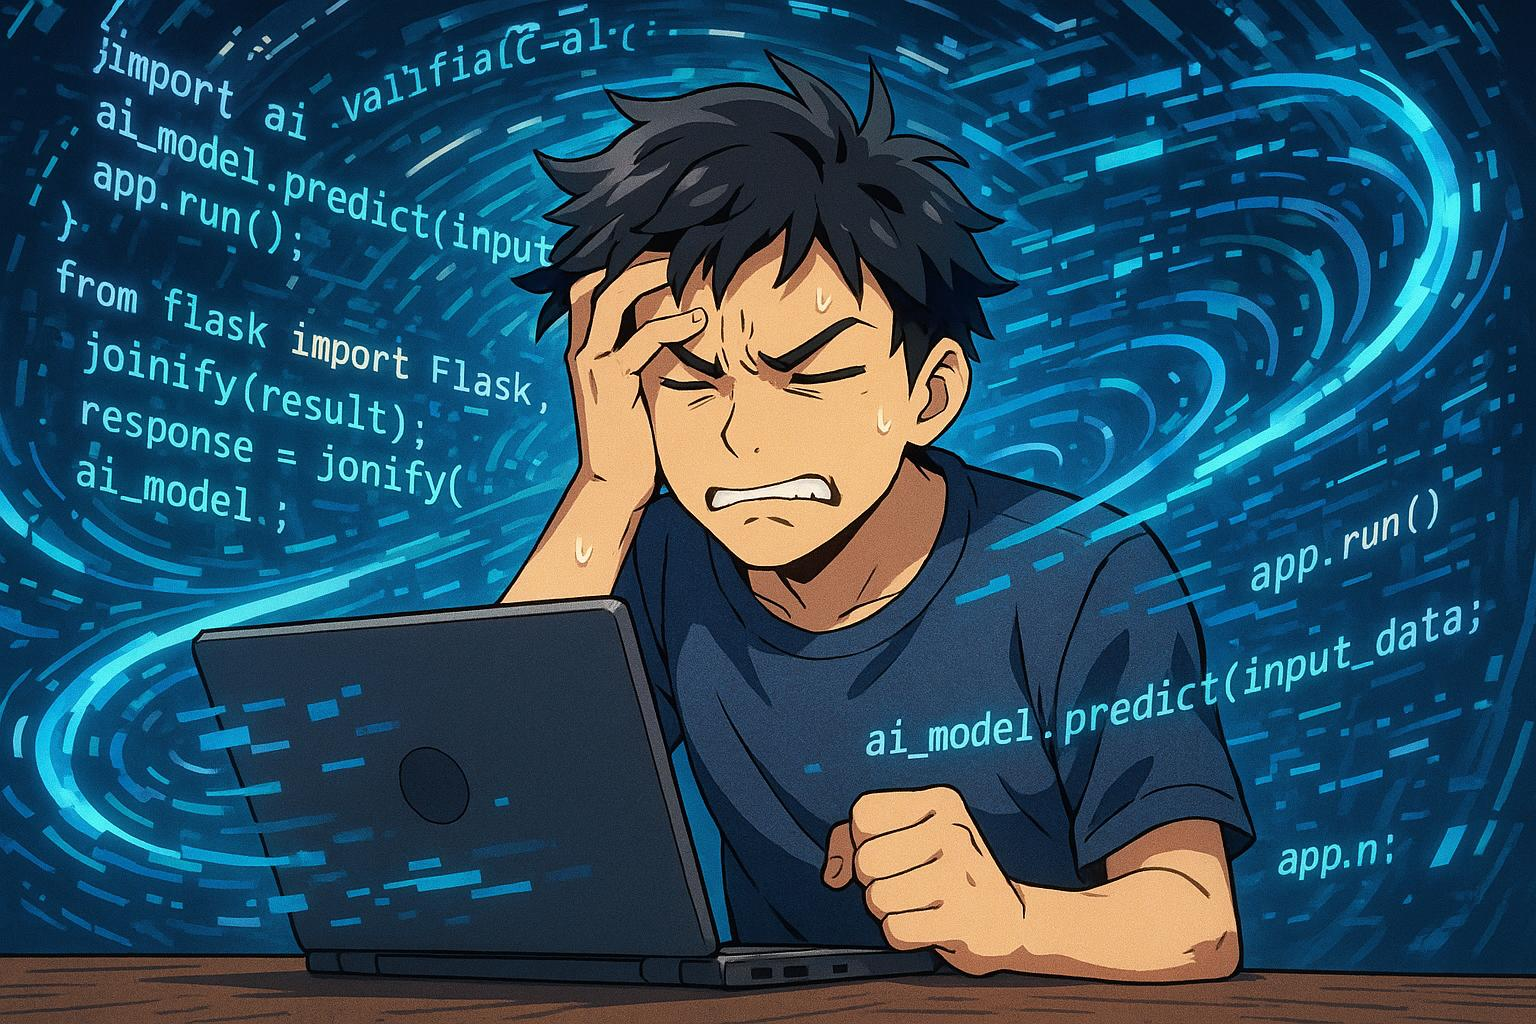 ;import ai
ai_model.predict(input
app.run();
}
from flask import Flask,
joinify(result);
response = jonify(
ai_model.;
app.run()
ai_model.predict(input_data;
app.n: